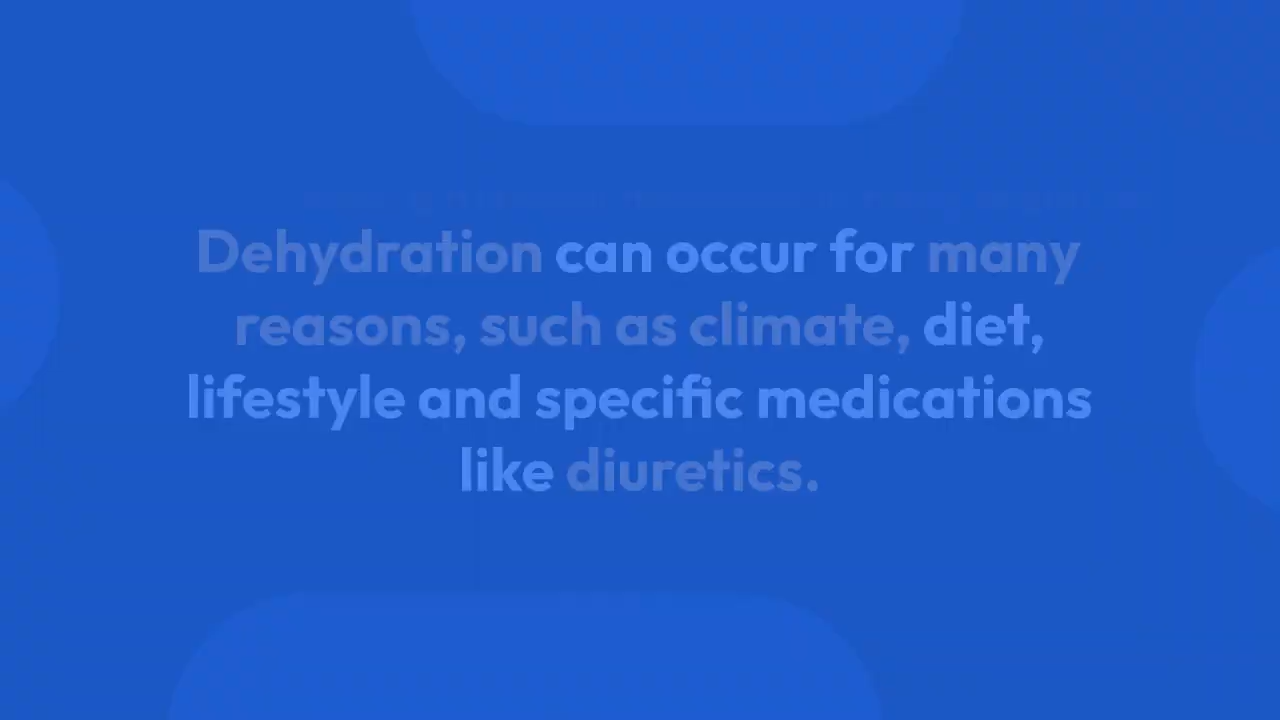 Dehydration can occur for many
reasons, such as climate, diet,
lifestyle and specific medications
like diuretics.